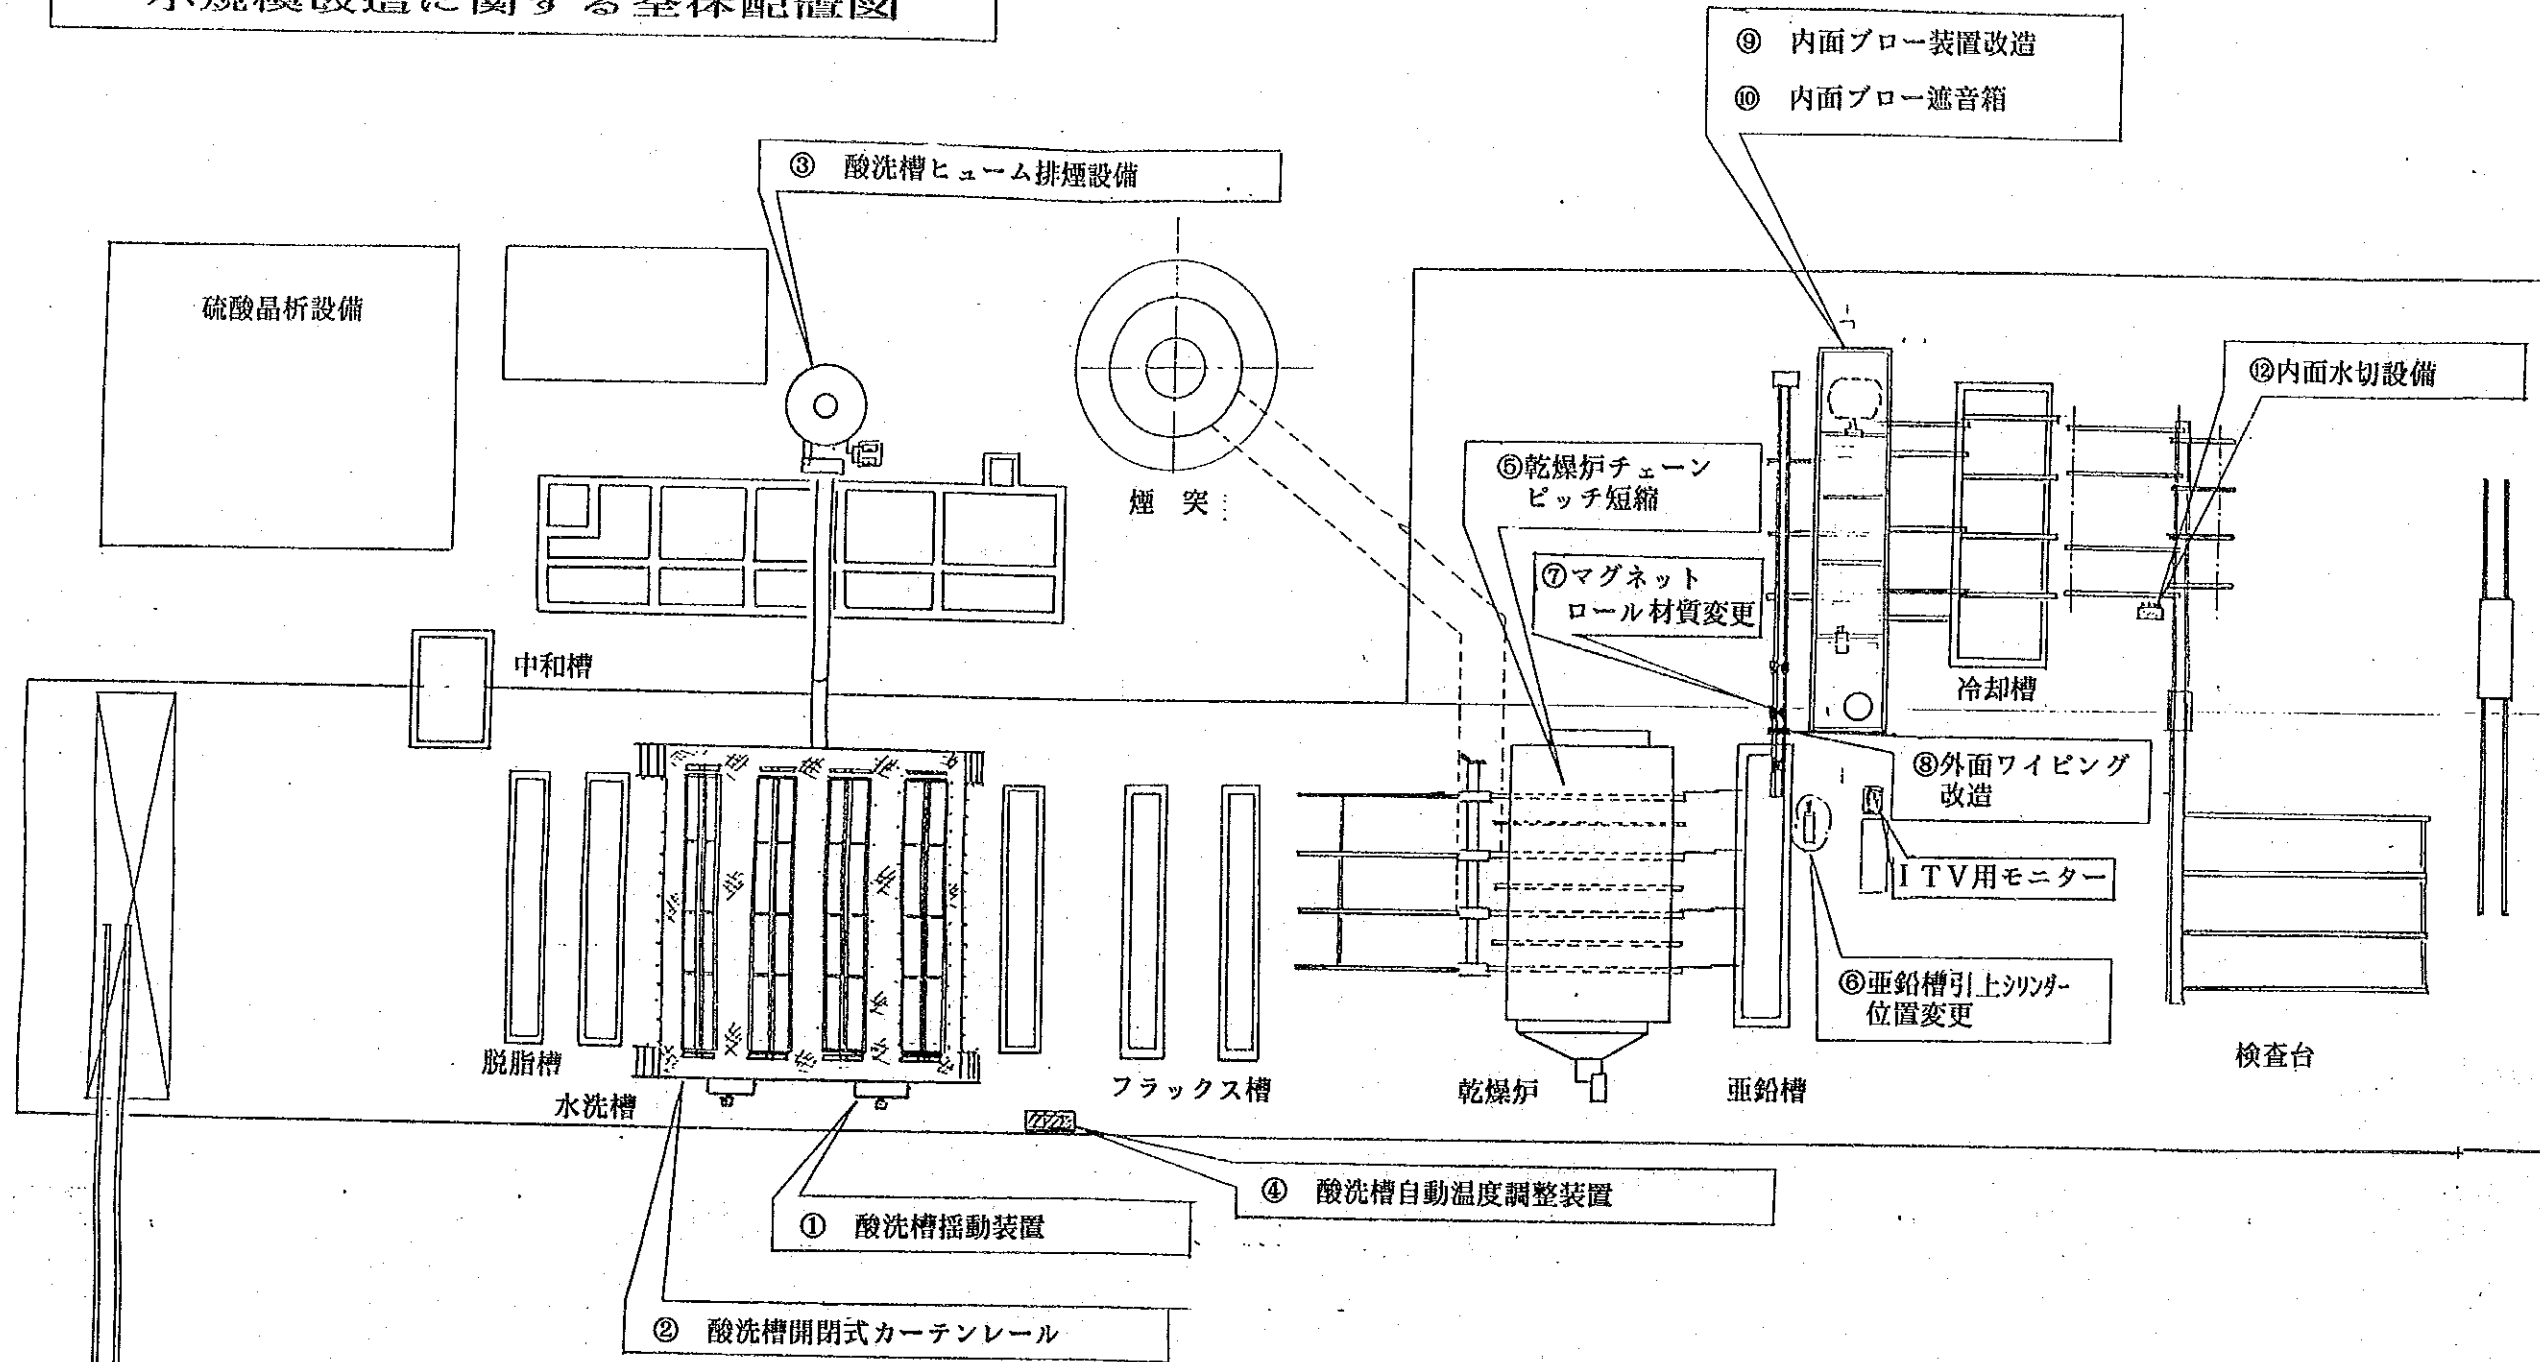 ⑨ 内面ブロー装置改造
⑩ 内面ブロー遮音箱
③ 酸洗槽ヒューム排煙設備
硫酸晶析設備
⑫内面水切設備
煙 突
⑤乾燥炉チェーン
ピッチ短縮
⑦マグネット
ロール材質変更
中和槽
冷却槽
⑧外面ワイピング
改造
ITV用モニター
⑥亜鉛槽引上シリンダー
位置変更
脱脂槽
水洗槽
フラックス槽
乾燥炉
亜鉛槽
検査台
④ 酸洗槽自動温度調整装置
① 酸洗槽揺動装置
② 酸洗槽開閉式カーテンレール